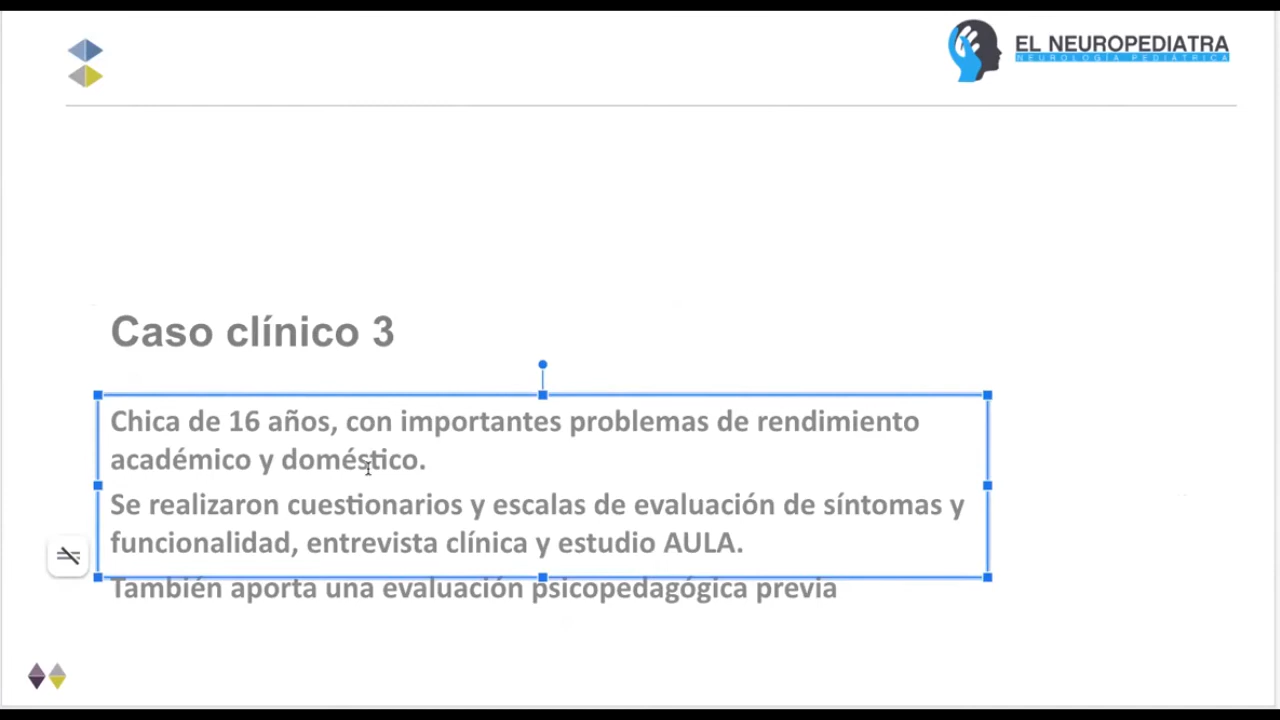 EL NEUROPEDIATRA
NEUROLOGÍA PEDIÁTRICA
Caso clínico 3
Chica de 16 años, con importantes problemas de rendimiento
académico y doméstico.
Se realizaron cuestionarios y escalas de evaluación de síntomas y
funcionalidad, entrevista clínica y estudio AULA.
También aporta una evaluación psicopedagógica previa